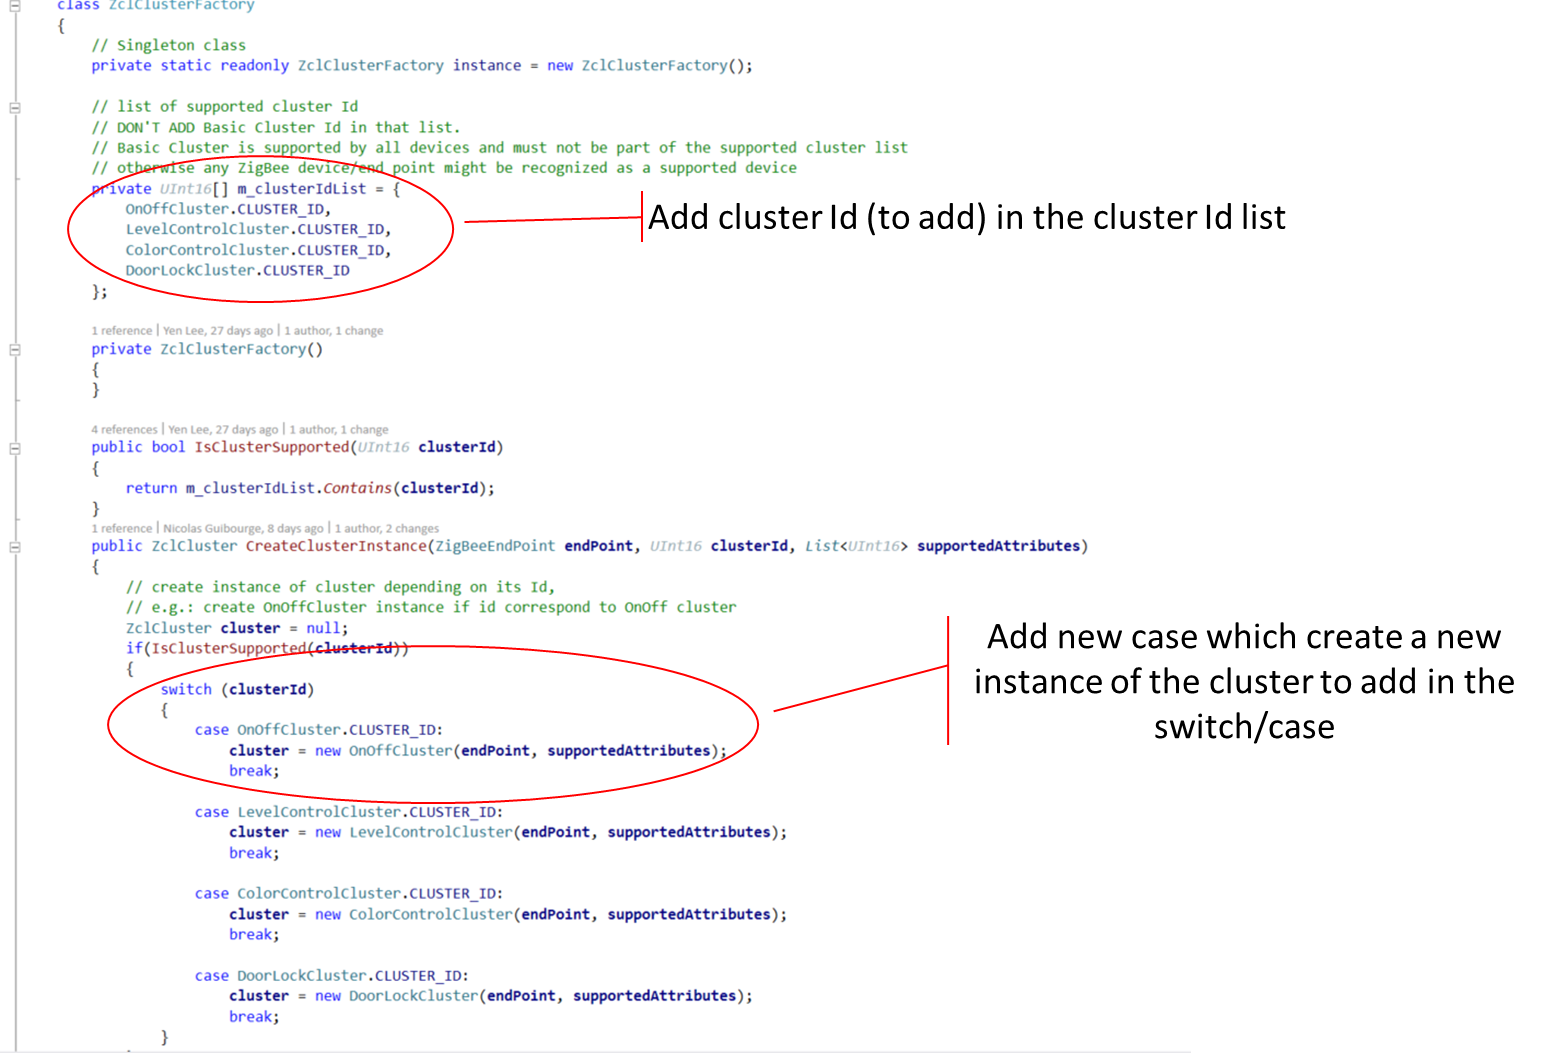 class ZclClusterFactory
{
// Singleton class
private static readonly ZclClusterFactory instance = new ZclClusterFactory();
// list of supported cluster Id
// DON'T ADD Basic Cluster Id in that list.
// Basic Cluster is supported by all devices and must not be part of the supported cluster list
// otherwise any ZigBee device/end point might be recognized as a supported device
private UInt16[] m_clusterIdList = {
OnOffCluster.CLUSTER_ID,
LevelControlCluster.CLUSTER_ID,
ColorControlCluster.CLUSTER_ID,
DoorLockCluster.CLUSTER_ID
};
Add cluster Id (to add) in the cluster Id list
1 reference | Yen Lee, 27 days ago | 1 author, 1 change
private ZclClusterFactory()
{
}
4 references | Yen Lee, 27 days ago | 1 author, 1 change
public bool IsClusterSupported(UInt16 clusterId)
{
return m_clusterIdList.Contains(clusterId);
}
1 reference | Nicolas Guibourge, 8 days ago | 1 author, 2 changes
public ZclCluster CreateClusterInstance(ZigBeeEndPoint endPoint, UInt16 clusterId, List<UInt16> supportedAttributes)
{
// create instance of cluster depending on its Id,
// e.g.: create OnOffCluster instance if id correspond to OnOff cluster
ZclCluster cluster = null;
if(IsClusterSupported(clusterId))
{
switch (clusterId)
{
case OnOffCluster.CLUSTER_ID:
cluster = new OnOffCluster(endPoint, supportedAttributes);
break;
Add new case which create a new
instance of the cluster to add in the
switch/case
case LevelControlCluster.CLUSTER_ID:
cluster = new LevelControlCluster(endPoint, supportedAttributes);
break;
case ColorControlCluster.CLUSTER_ID:
cluster = new ColorControlCluster(endPoint, supportedAttributes);
break;
case DoorLockCluster.CLUSTER_ID:
cluster = new DoorLockCluster(endPoint, supportedAttributes);
break;
}